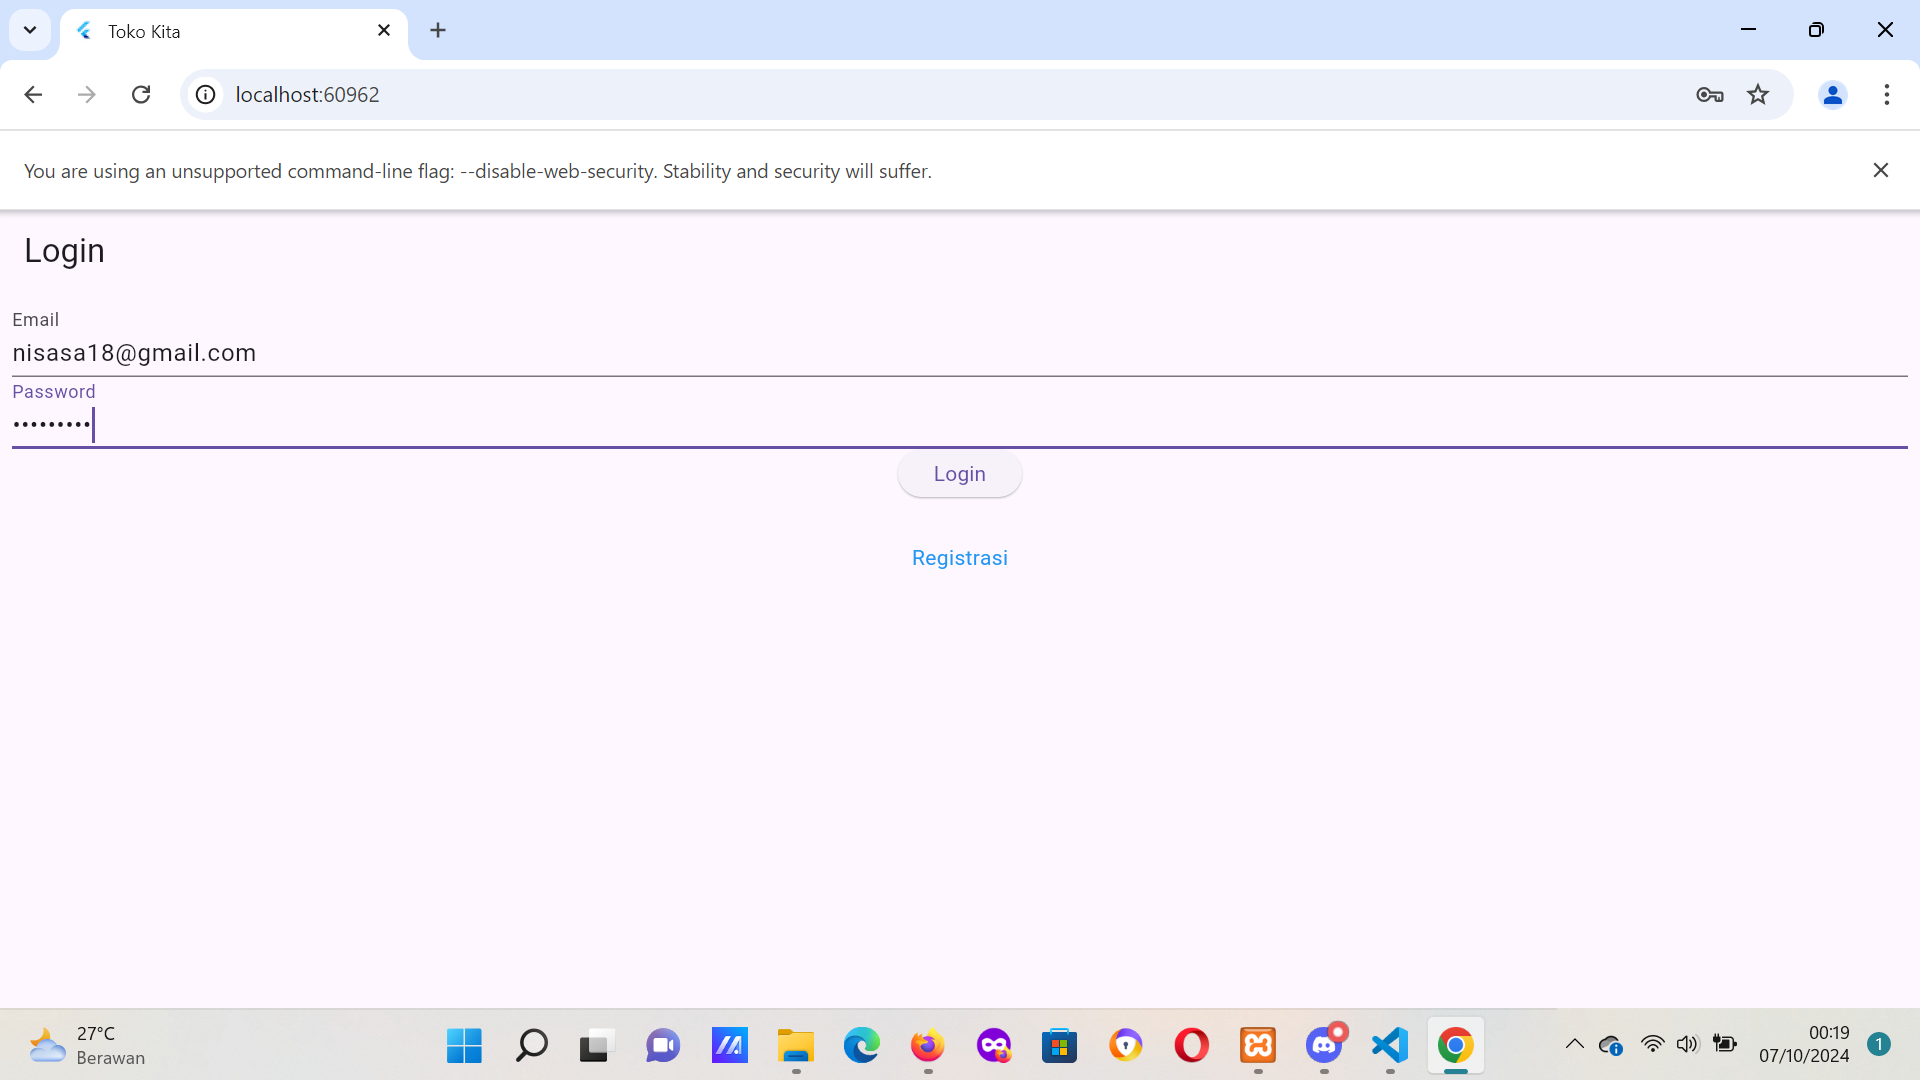 Toko Kita
localhost:60962
You are using an unsupported command-line flag: --disable-web-security. Stability and security will suffer.
Login
Email
nisasa18@gmail.com
Password
•••••••••
Login
Registrasi
27°C
Berawan
00:19
07/10/2024
1